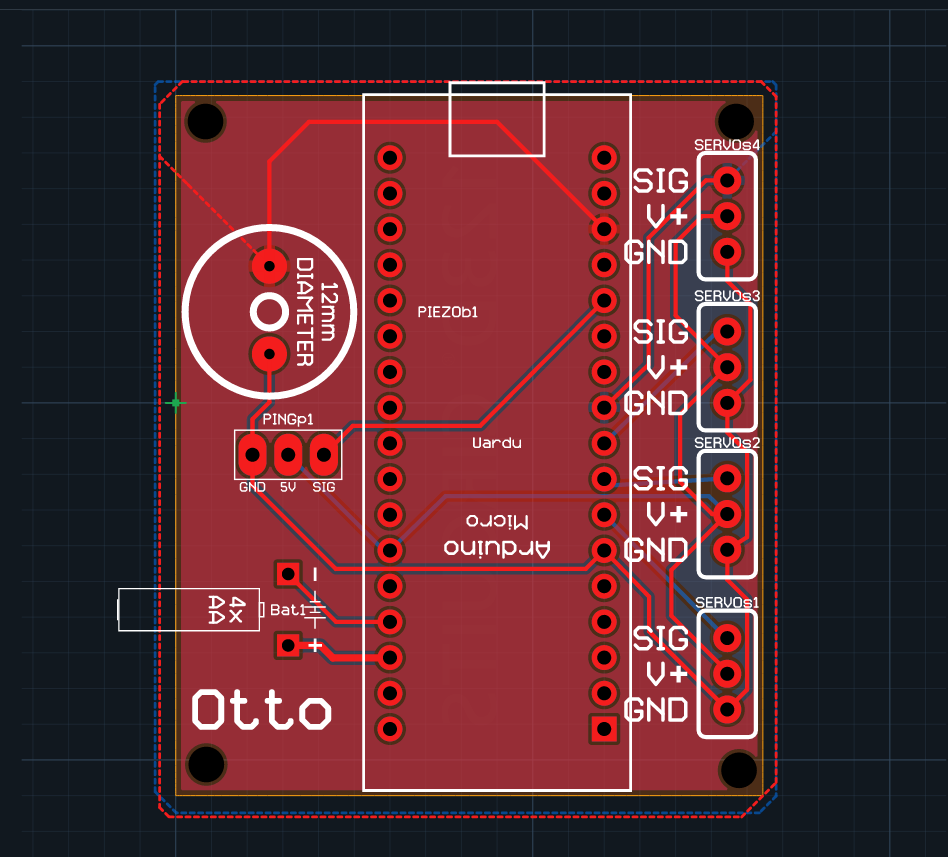 SERVOs4
SIG
V+
GND
12mm
DIAMETER
PIEZOb1
SERVOs3
SIG
V+
GND
PINGp1
GND 5V SIG
Uardu
SERVOs2
SIG
V+
GND
Arduino
Micro
-
4X
AA
Bat1
+
SERVOs1
SIG
V+
GND
Otto